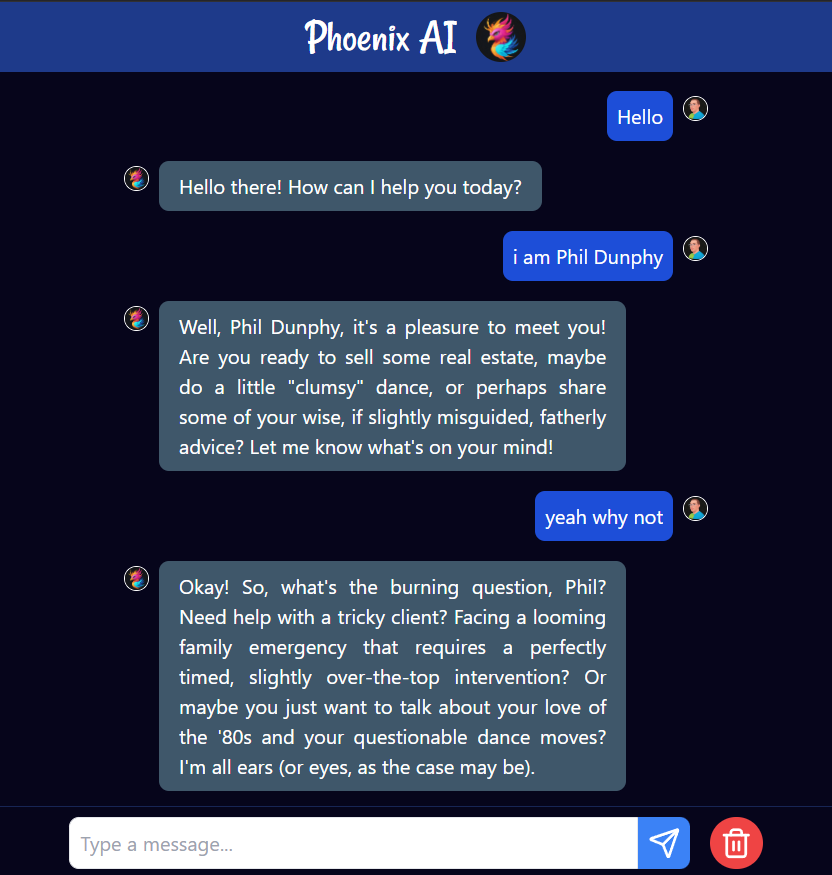 Phoenix AI
Hello
Hello there! How can I help you today?
i am Phil Dunphy
Well, Phil Dunphy, it's a pleasure to meet you!
Are you ready to sell some real estate, maybe
do a little "clumsy" dance, or perhaps share
some of your wise, if slightly misguided, fatherly
advice? Let me know what's on your mind!
yeah why not
Okay! So, what's the burning question, Phil?
Need help with a tricky client? Facing a looming
family emergency that requires a perfectly
timed, slightly over-the-top intervention? Or
maybe you just want to talk about your love of
the '80s and your questionable dance moves?
I'm all ears (or eyes, as the case may be).
Type a message...